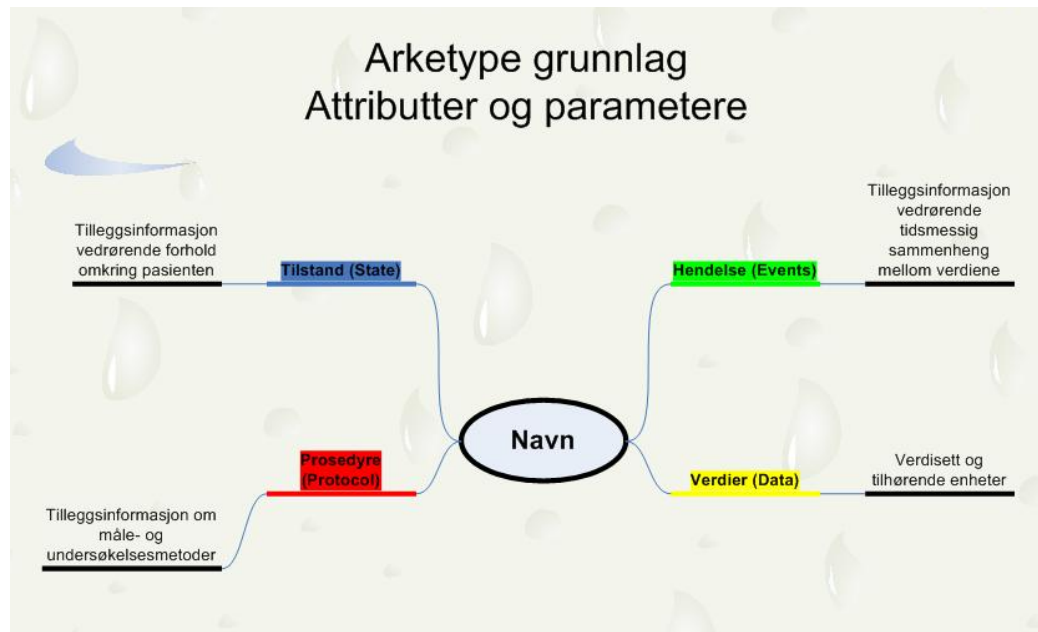 Arketype grunnlag
Attributter og parametere
Tilleggsinformasjon
vedrørende forhold
omkring pasienten
Tilstand (State)
Hendelse (Events)
Tilleggsinformasjon
vedrørende
tidsmessig
sammenheng
mellom verdiene
Navn
Prosedyre
(Protocol)
Tilleggsinformasjon om
måle- og
undersøkelsesmetoder
Verdier (Data)
Verdisett og
tilhørende enheter